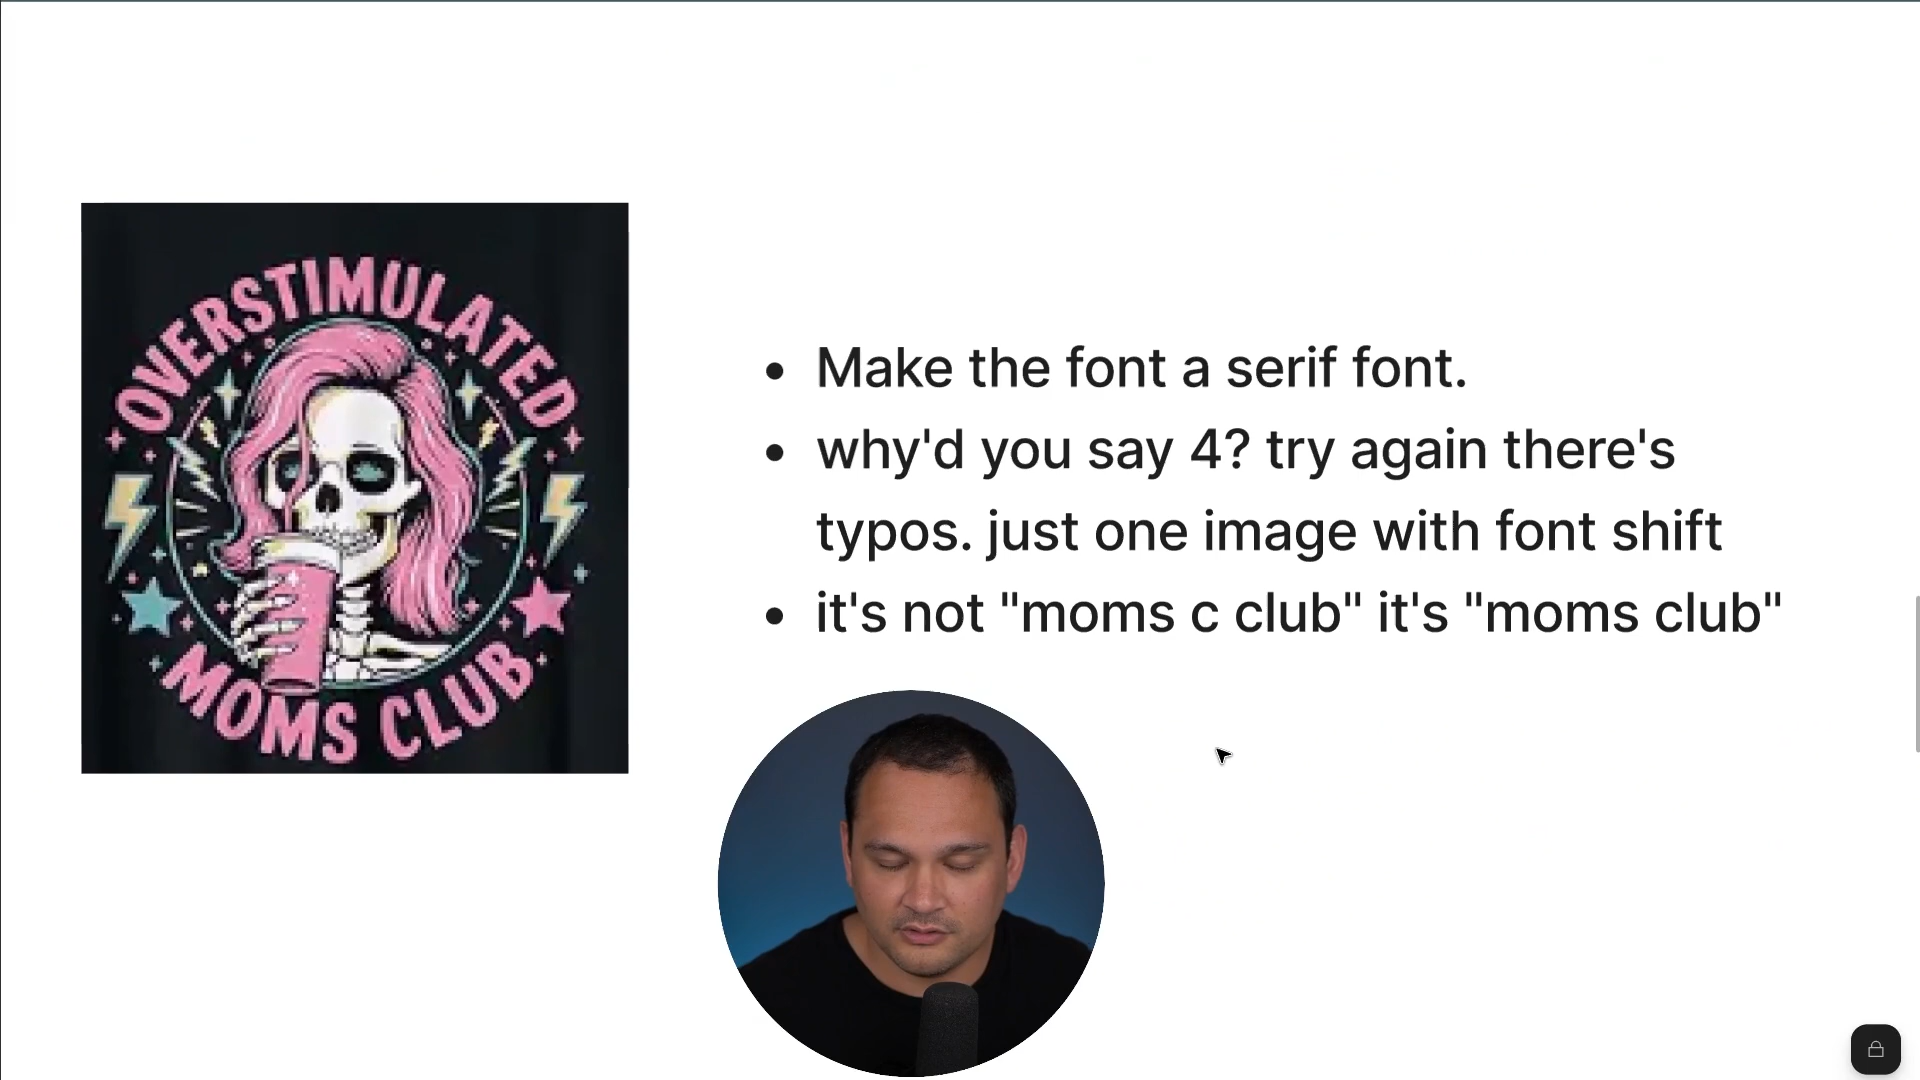 OVERSTIMULATED
MOMS CLUB
• Make the font a serif font.
• why'd you say 4? try again there's
typos. just one image with font shift
• it's not "moms c club" it's "moms club"